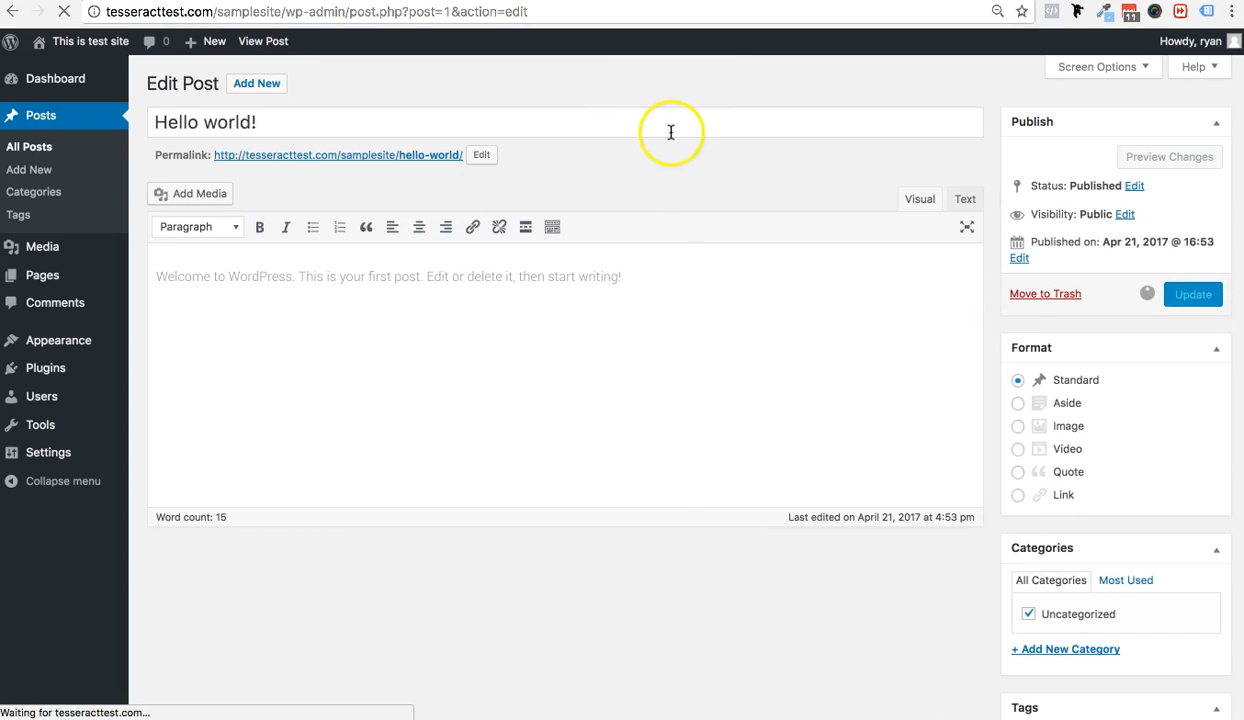 tesseracttest.com/samplesite/wp-admin/post.php?post=1&action=edit
11
This is test site 0 New View Post Howdy, ryan
Screen Options Help
Dashboard
Posts
All Posts
Add New
Categories
Tags
Media
Pages
Comments
Appearance
Plugins
Users
Tools
Settings
Collapse menu
Edit Post Add New
Hello world!
Permalink: http://tesseracttest.com/samplesite/hello-world/ Edit
Add Media
Visual Text
Paragraph B I
Welcome to WordPress. This is your first post. Edit or delete it, then start writing!
Word count: 15 Last edited on April 21, 2017 at 4:53 pm
Publish
Preview Changes
Status: Published Edit
Visibility: Public Edit
Published on: Apr 21, 2017 @ 16:53
Edit
Move to Trash Update
Format
Standard
Aside
Image
Video
Quote
Link
Categories
All Categories Most Used
Uncategorized
+ Add New Category
Tags
Waiting for tesseracttest.com...